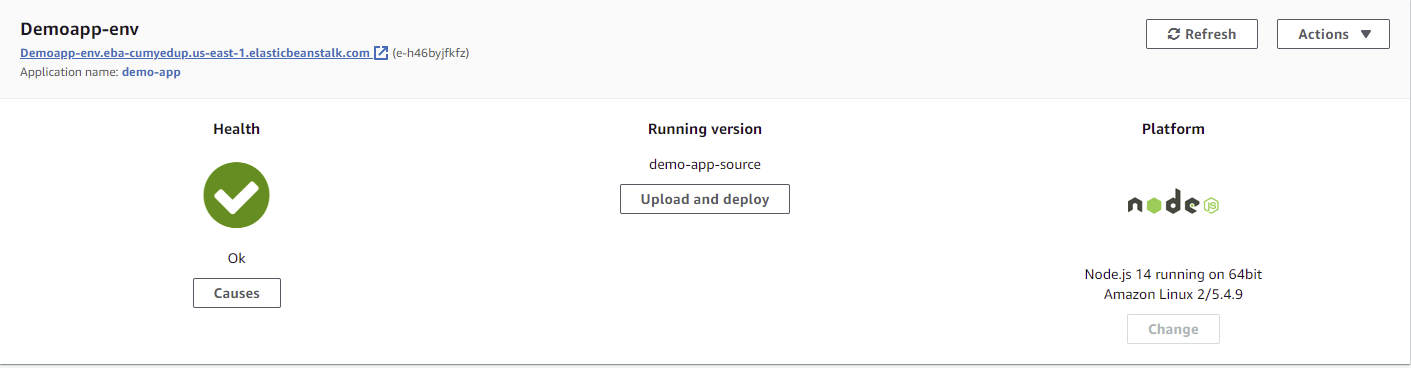 Demoapp-env
Demoapp-env.eba-cumyedup.us-east-1.elasticbeanstalk.com (e-h46byjfkfz)
Application name: demo-app
Refresh
Actions
Health
Ok
Causes
Running version
demo-app-source
Upload and deploy
Platform
node JS
Node.js 14 running on 64bit
Amazon Linux 2/5.4.9
Change